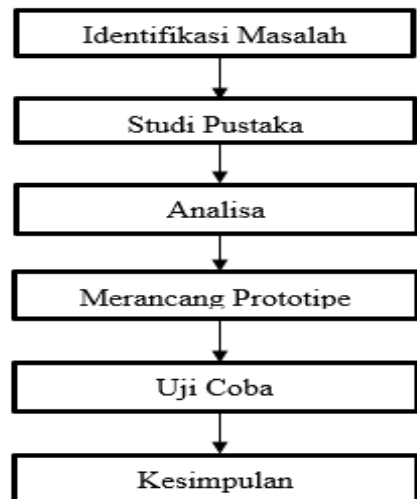 Identifikasi Masalah
Studi Pustaka
Analisa
Merancang Prototipe
Uji Coba
Kesimpulan